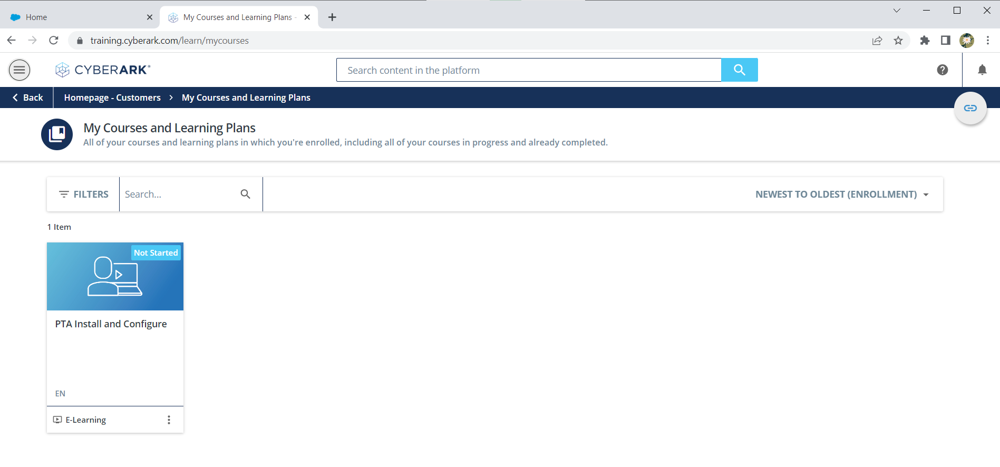 Home
My Courses and Learning Plans -
training.cyberark.com/learn/mycourses
CYBERARK®
Search content in the platform
Back
Homepage - Customers > My Courses and Learning Plans
My Courses and Learning Plans
All of your courses and learning plans in which you're enrolled, including all of your courses in progress and already completed.
FILTERS
Search...
NEWEST TO OLDEST (ENROLLMENT)
1 Item
Not Started
PTA Install and Configure
EN
E-Learning